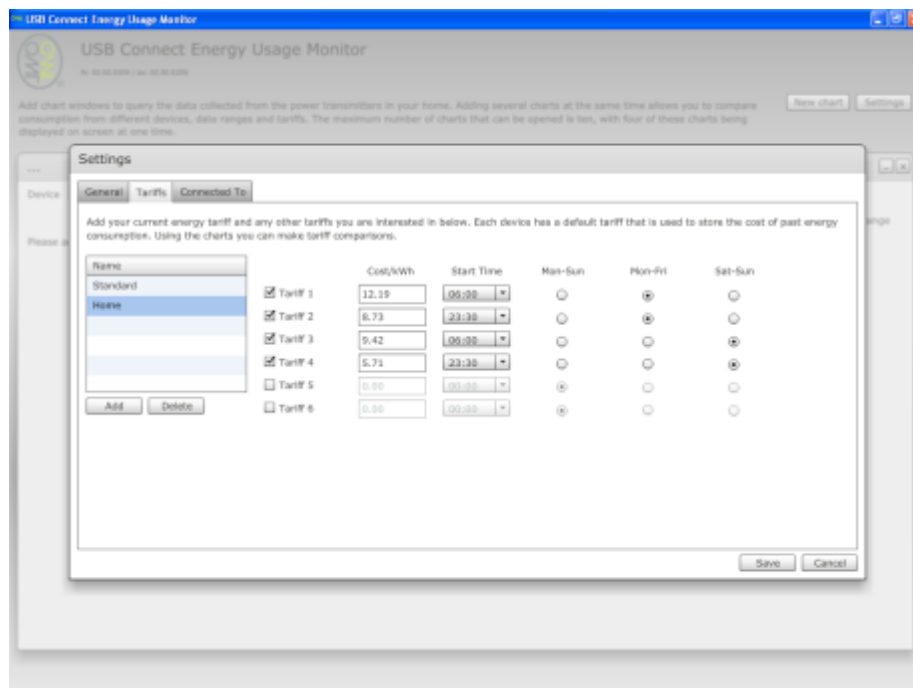 USB Connect Energy Usage Monitor
USB Connect Energy Usage Monitor
Add chart windows to query the data collected from the power transmitters in your home. Adding several charts at the same time allows you to compare
consumption from different devices, date ranges and tariffs. The maximum number of charts that can be opened is ten, with four of these charts being
displayed on screen at one time.
New chart
Settings
...
Device
Please
Settings
General
Tariffs
Connected To
Add your current energy tariff and any other tariffs you are interested in below. Each device has a default tariff that is used to store the cost of past energy
consumption. Using the charts you can make tariff comparisons.
Name
Standard
Home
Add
Delete
Cost/kWh Start Time Mon-Sun Mon-Fri Sat-Sun
Tariff 1 12.19 06:00
Tariff 2 8.73 23:30
Tariff 3 9.42 06:00
Tariff 4 5.71 23:30
Tariff 5 0.00 00:00
Tariff 6 0.00 00:00
Save
Cancel